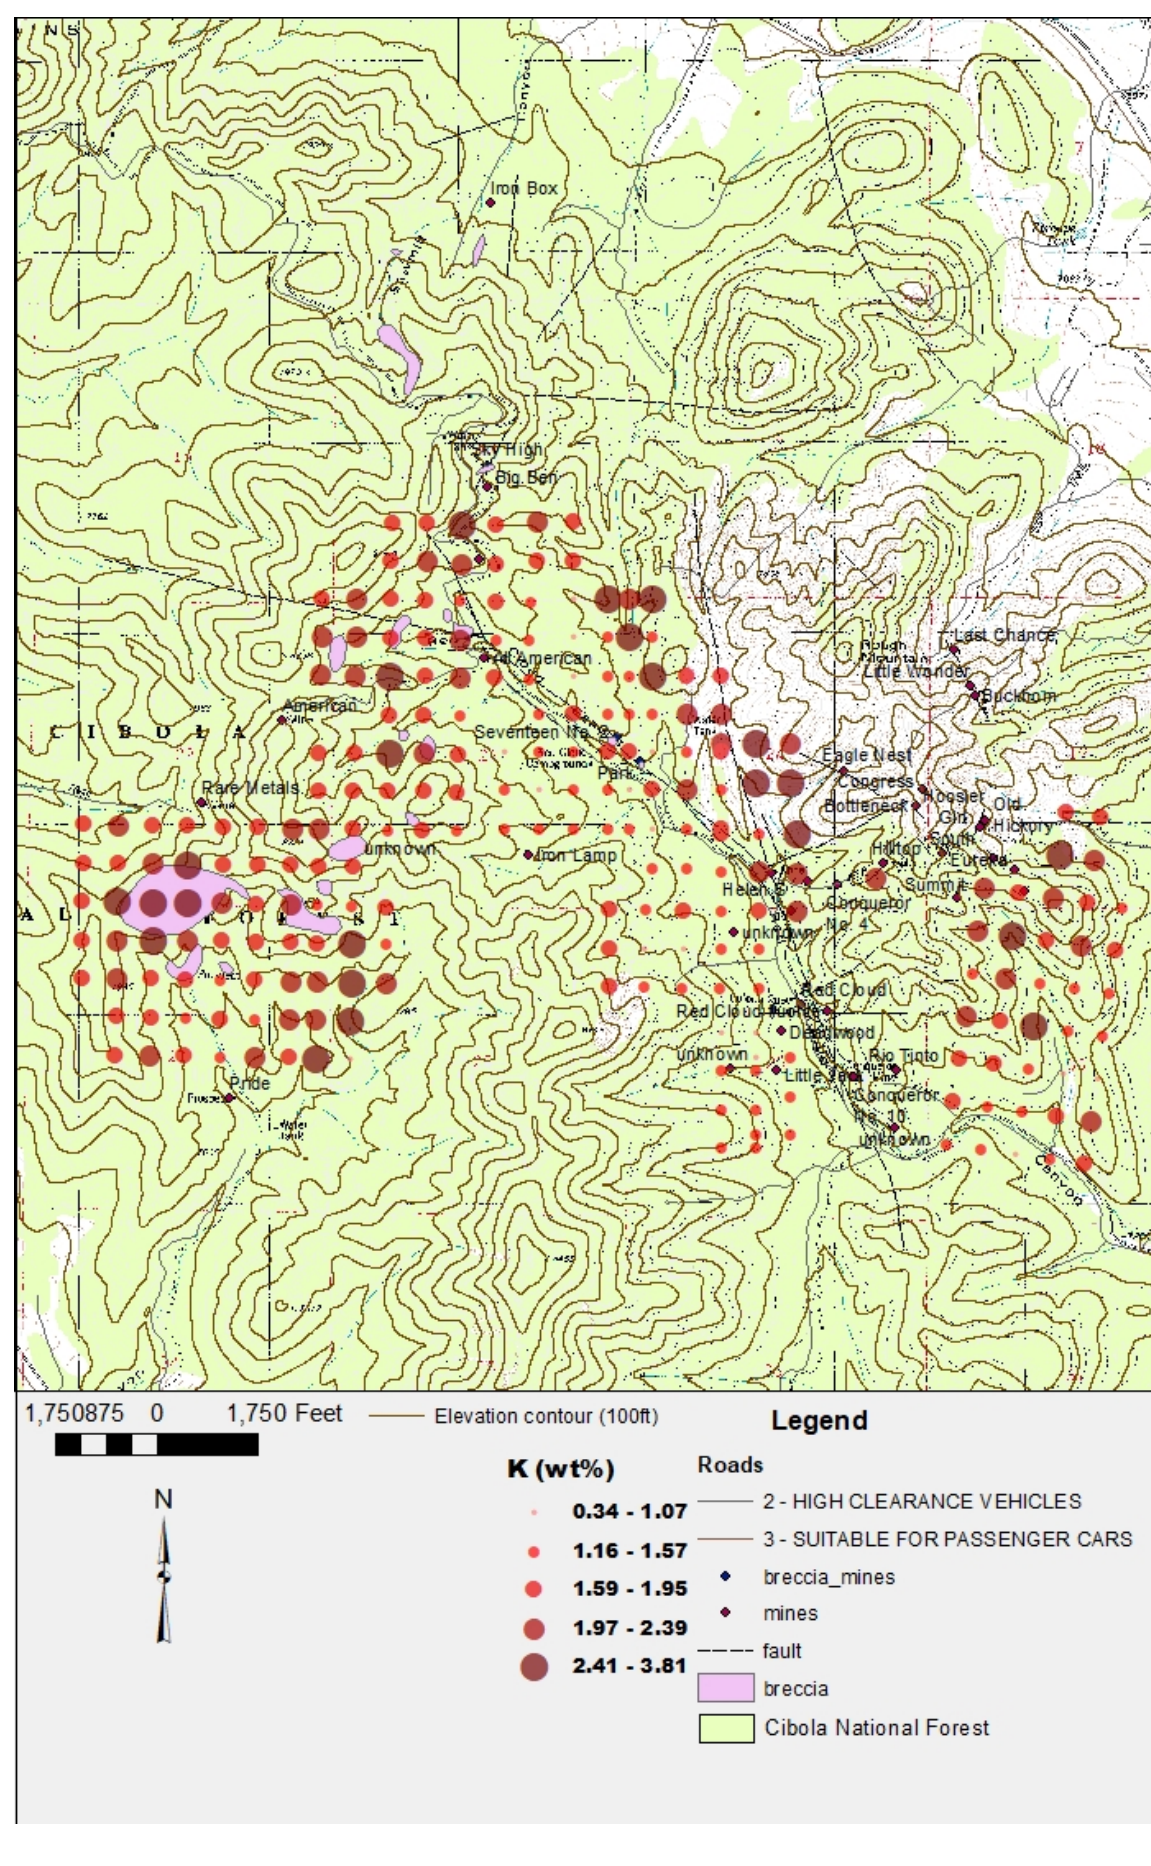 N S
Iron Box
Sky High
Big Ben
All American
Last Chance
Rough
Mountain
Little Wonder
Buckhorn
American
C I B O L A
Seventeen No. 2
Park
Eagle Nest
Congress
Rare Metals
Bottleneck
Hoosier
Girl
Old
Hickory
South
unknown
Iron Lamp
Hilltop
Eureka
Helen S
Summit
Conqueror
No. 4
A L
F O R E S T
unknown
Red Cloud
Deadwood
unknown
Rio Tinto
Pride
Conqueror
No. 10
unknown
Canyon
1,750875 0 1,750 Feet
Elevation contour (100ft)
Legend
N
K (wt%)
0.34 - 1.07
1.16 - 1.57
1.59 - 1.95
1.97 - 2.39
2.41 - 3.81
Roads
2 - HIGH CLEARANCE VEHICLES
3 - SUITABLE FOR PASSENGER CARS
breccia_mines
mines
fault
breccia
Cibola National Forest